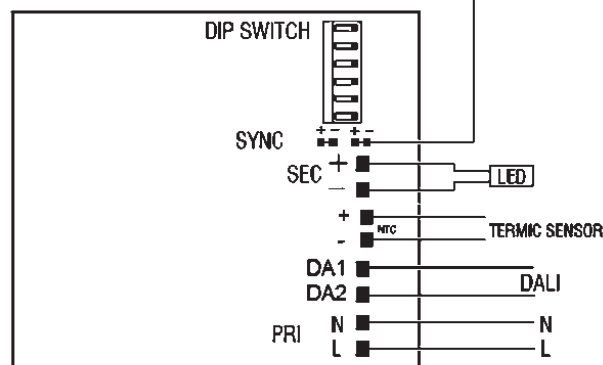 DIP SWITCH
+ - + -
SYNC
SEC + LED
—
+ NTC TERMIC SENSOR
-
DA1
DALI
DA2
PRI N N
L L